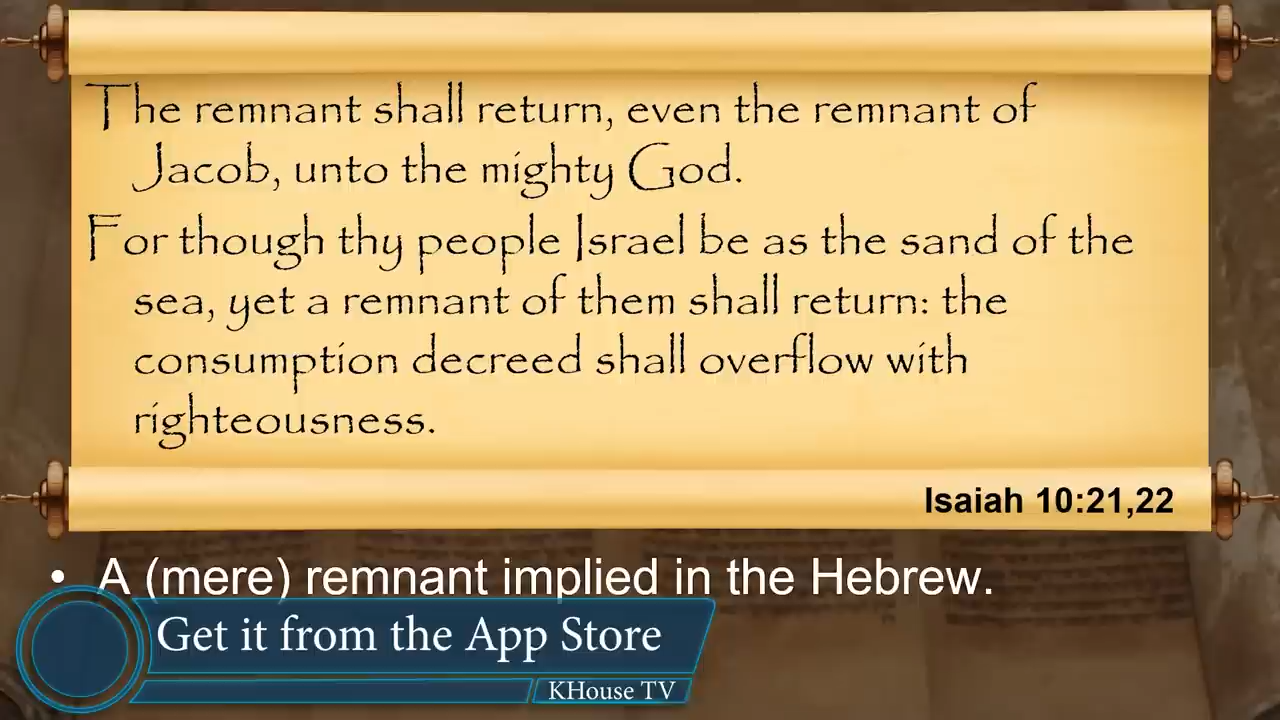 The remnant shall return, even the remnant of
Jacob, unto the mighty God.
For though thy people Israel be as the sand of the
sea, yet a remnant of them shall return: the
consumption decreed shall overflow with
righteousness.
Isaiah 10:21,22
• A (mere) remnant implied in the Hebrew.
Get it from the App Store
KHouse TV